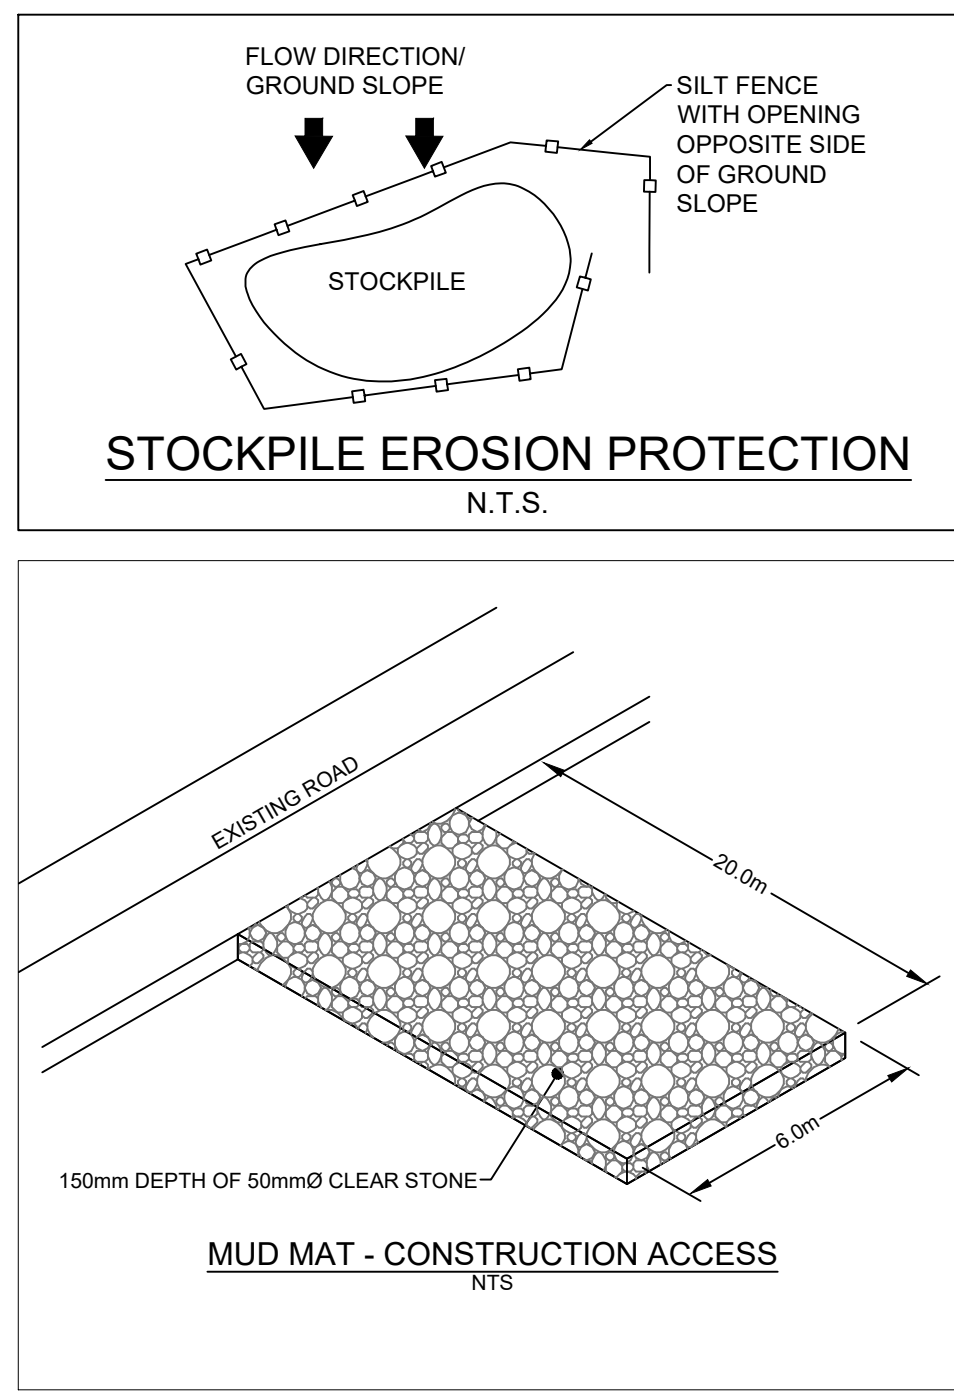 FLOW DIRECTION/
GROUND SLOPE
SILT FENCE
WITH OPENING
OPPOSITE SIDE
OF GROUND
SLOPE
STOCKPILE
STOCKPILE EROSION PROTECTION
N.T.S.
EXISTING ROAD
20.0m
6.0m
150mm DEPTH OF 50mmØ CLEAR STONE
MUD MAT - CONSTRUCTION ACCESS
NTS